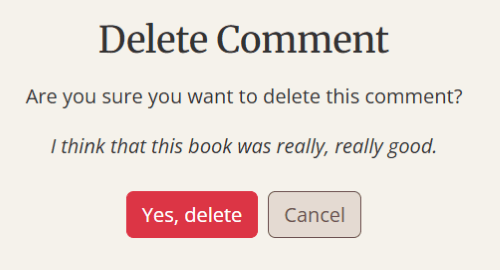 Delete Comment
Are you sure you want to delete this comment?
I think that this book was really, really good.
Yes, delete Cancel